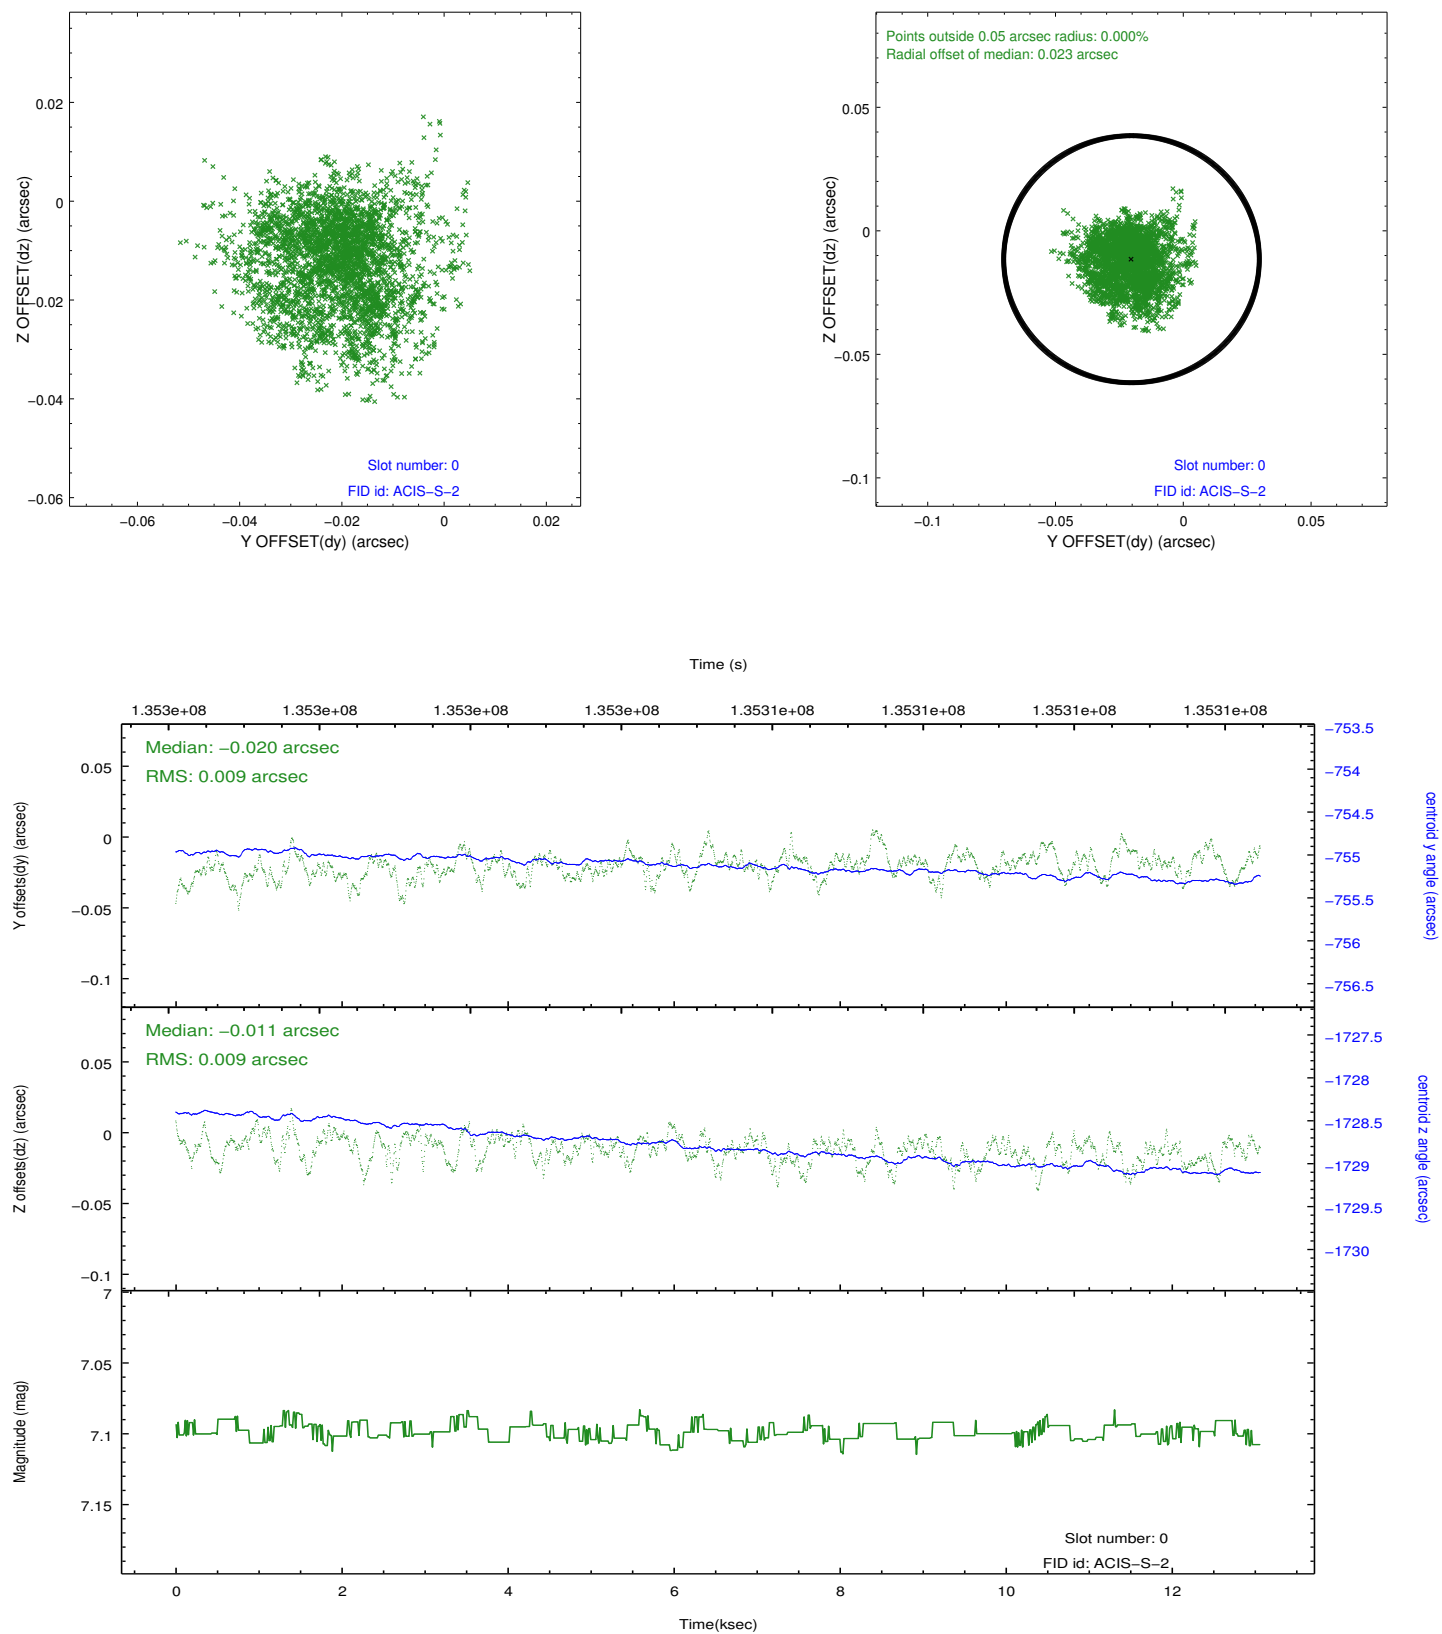 0.02
0
−0.02
−0.04
−0.06
Z OFFSET(dz) (arcsec)
Slot number: 0
FID id: ACIS−S−2
−0.06 −0.04 −0.02 0 0.02
Y OFFSET(dy) (arcsec)
Points outside 0.05 arcsec radius: 0.000%
Radial offset of median: 0.023 arcsec
0.05
0
−0.05
−0.1
Z OFFSET(dz) (arcsec)
Slot number: 0
FID id: ACIS−S−2
−0.1 −0.05 0 0.05
Y OFFSET(dy) (arcsec)
Time (s)
1.353e+08 1.353e+08 1.353e+08 1.353e+08 1.3531e+08 1.3531e+08 1.3531e+08 1.3531e+08
Median: −0.020 arcsec
RMS: 0.009 arcsec
0.05
0
−0.05
−0.1
Y offsets(dy) (arcsec)
−753.5
−754
−754.5
−755
−755.5
−756
−756.5
centroid y angle (arcsec)
Median: −0.011 arcsec
RMS: 0.009 arcsec
0.05
0
−0.05
−0.1
Z offsets(dz) (arcsec)
−1727.5
−1728
−1728.5
−1729
−1729.5
−1730
centroid z angle (arcsec)
7
7.05
7.1
7.15
Magnitude (mag)
Slot number: 0
FID id: ACIS−S−2
0 2 4 6 8 10 12
Time(ksec)